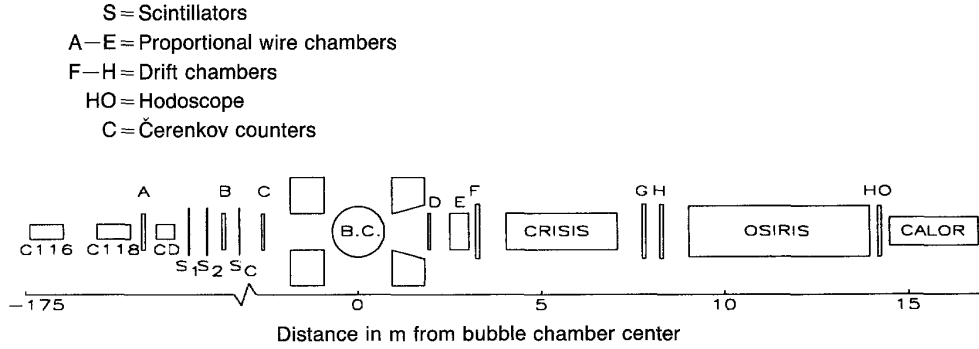 S = Scintillators
A–E = Proportional wire chambers
F–H = Drift chambers
HO = Hodoscope
C = Čerenkov counters
A B C D E F G H HO
C116 C118 CD B.C. CRISIS OSIRIS CALOR
S1 S2 SC
−175 0 5 10 15
Distance in m from bubble chamber center